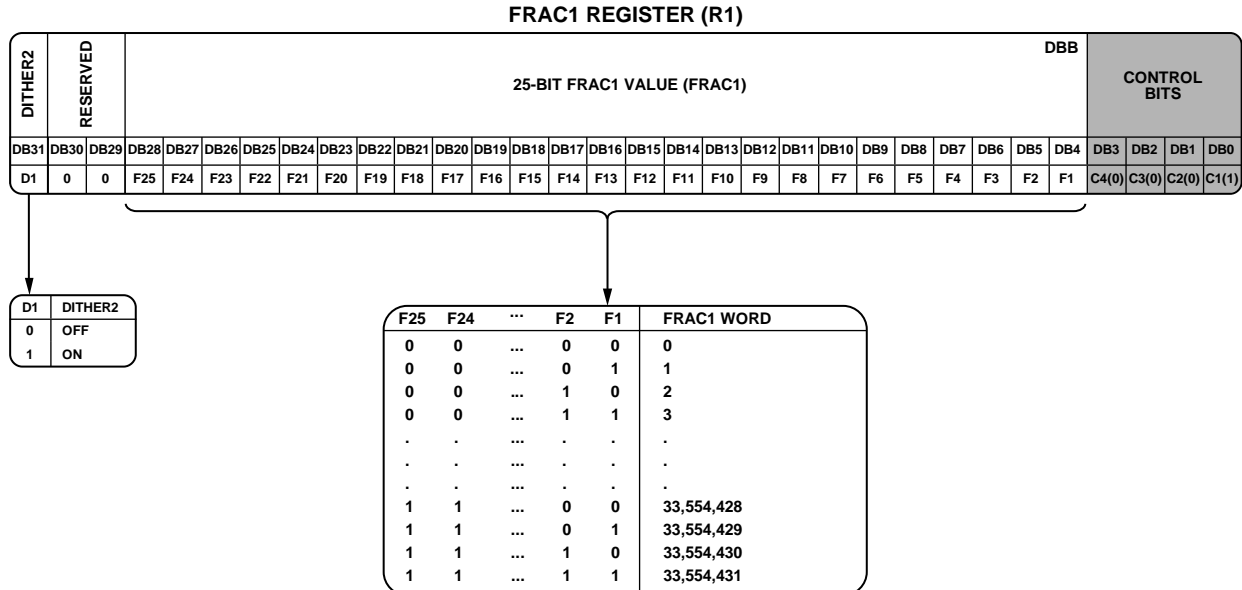 FRAC1 REGISTER (R1)
DITHER2
RESERVED
25-BIT FRAC1 VALUE (FRAC1)
DBB
CONTROL
BITS
DB31 DB30 DB29 DB28 DB27 DB26 DB25 DB24 DB23 DB22 DB21 DB20 DB19 DB18 DB17 DB16 DB15 DB14 DB13 DB12 DB11 DB10 DB9 DB8 DB7 DB6 DB5 DB4 DB3 DB2 DB1 DB0
D1 0 0 F25 F24 F23 F22 F21 F20 F19 F18 F17 F16 F15 F14 F13 F12 F11 F10 F9 F8 F7 F6 F5 F4 F3 F2 F1 C4(0) C3(0) C2(0) C1(1)
D1 DITHER2
0 OFF
1 ON
F25 F24 ... F2 F1 FRAC1 WORD
0 0 ... 0 0 0
0 0 ... 0 1 1
0 0 ... 1 0 2
0 0 ... 1 1 3
. . ... . . .
. . ... . . .
. . ... . . .
1 1 ... 0 0 33,554,428
1 1 ... 0 1 33,554,429
1 1 ... 1 0 33,554,430
1 1 ... 1 1 33,554,431